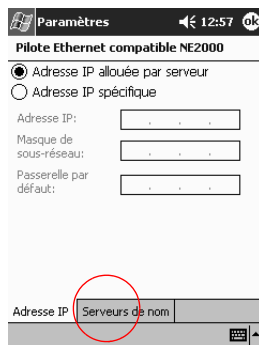 Paramètres 12:57 ok
Pilote Ethernet compatible NE2000
Adresse IP allouée par serveur
Adresse IP spécifique
Adresse IP: . . .
Masque de
sous-réseau: . . .
Passerelle par
défaut: . . .
Adresse IP Serveurs de nom